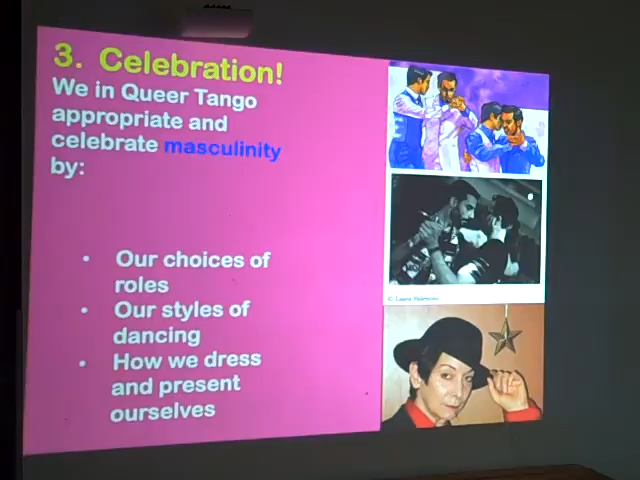 3. Celebration!
We in Queer Tango
appropriate and
celebrate masculinity
by:
• Our choices of
roles
• Our styles of
dancing
• How we dress
and present
ourselves